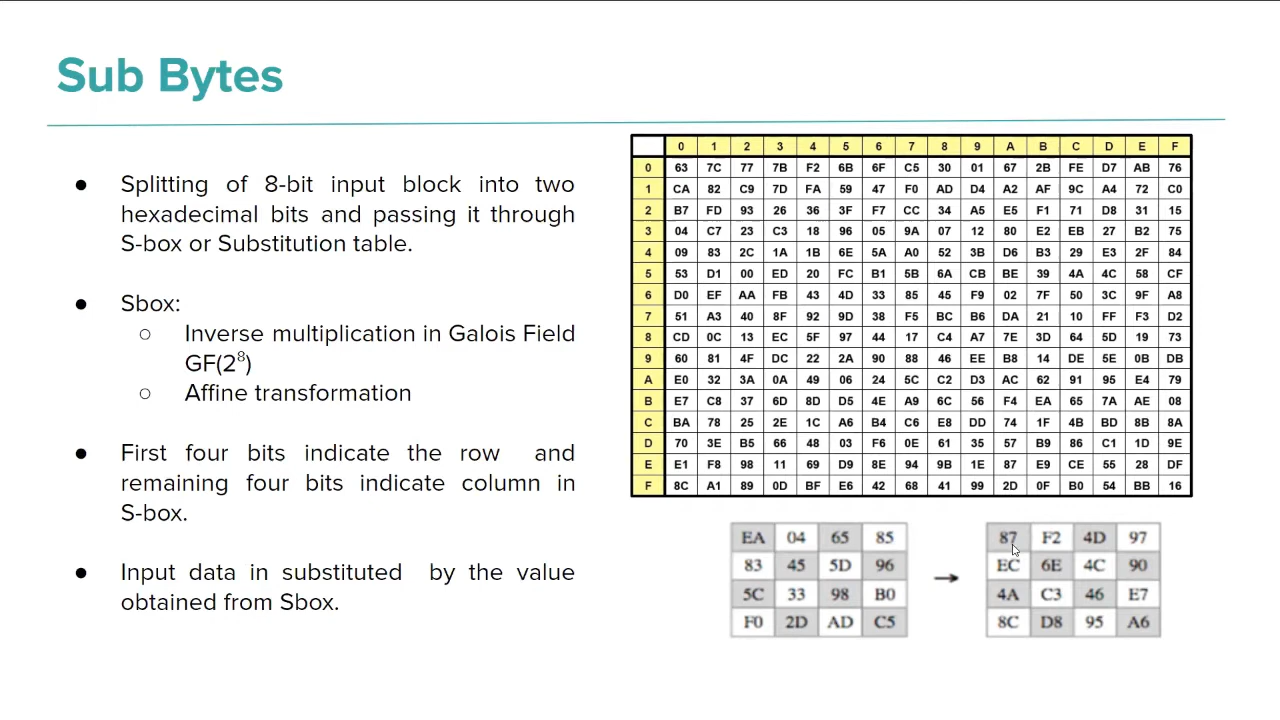 Sub Bytes
● Splitting of 8-bit input block into two
hexadecimal bits and passing it through
S-box or Substitution table.
● Sbox:
○ Inverse multiplication in Galois Field
GF(2⁸)
○ Affine transformation
● First four bits indicate the row and
remaining four bits indicate column in
S-box.
● Input data in substituted by the value
obtained from Sbox.
0 1 2 3 4 5 6 7 8 9 A B C D E F
0 63 7C 77 7B F2 6B 6F C5 30 01 67 2B FE D7 AB 76
1 CA 82 C9 7D FA 59 47 F0 AD D4 A2 AF 9C A4 72 C0
2 B7 FD 93 26 36 3F F7 CC 34 A5 E5 F1 71 D8 31 15
3 04 C7 23 C3 18 96 05 9A 07 12 80 E2 EB 27 B2 75
4 09 83 2C 1A 1B 6E 5A A0 52 3B D6 B3 29 E3 2F 84
5 53 D1 00 ED 20 FC B1 5B 6A CB BE 39 4A 4C 58 CF
6 D0 EF AA FB 43 4D 33 85 45 F9 02 7F 50 3C 9F A8
7 51 A3 40 8F 92 9D 38 F5 BC B6 DA 21 10 FF F3 D2
8 CD 0C 13 EC 5F 97 44 17 C4 A7 7E 3D 64 5D 19 73
9 60 81 4F DC 22 2A 90 88 46 EE B8 14 DE 5E 0B DB
A E0 32 3A 0A 49 06 24 5C C2 D3 AC 62 91 95 E4 79
B E7 C8 37 6D 8D D5 4E A9 6C 56 F4 EA 65 7A AE 08
C BA 78 25 2E 1C A6 B4 C6 E8 DD 74 1F 4B BD 8B 8A
D 70 3E B5 66 48 03 F6 0E 61 35 57 B9 86 C1 1D 9E
E E1 F8 98 11 69 D9 8E 94 9B 1E 87 E9 CE 55 28 DF
F 8C A1 89 0D BF E6 42 68 41 99 2D 0F B0 54 BB 16
EA 04 65 85
83 45 5D 96
5C 33 98 B0
F0 2D AD C5
→
87 F2 4D 97
EC 6E 4C 90
4A C3 46 E7
8C D8 95 A6